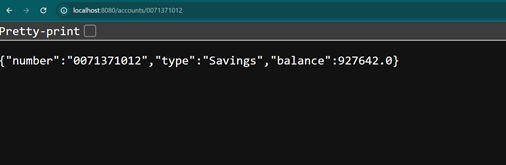 localhost:8080/accounts/0071371012
Pretty-print
{"number":"0071371012","type":"Savings","balance":927642.0}